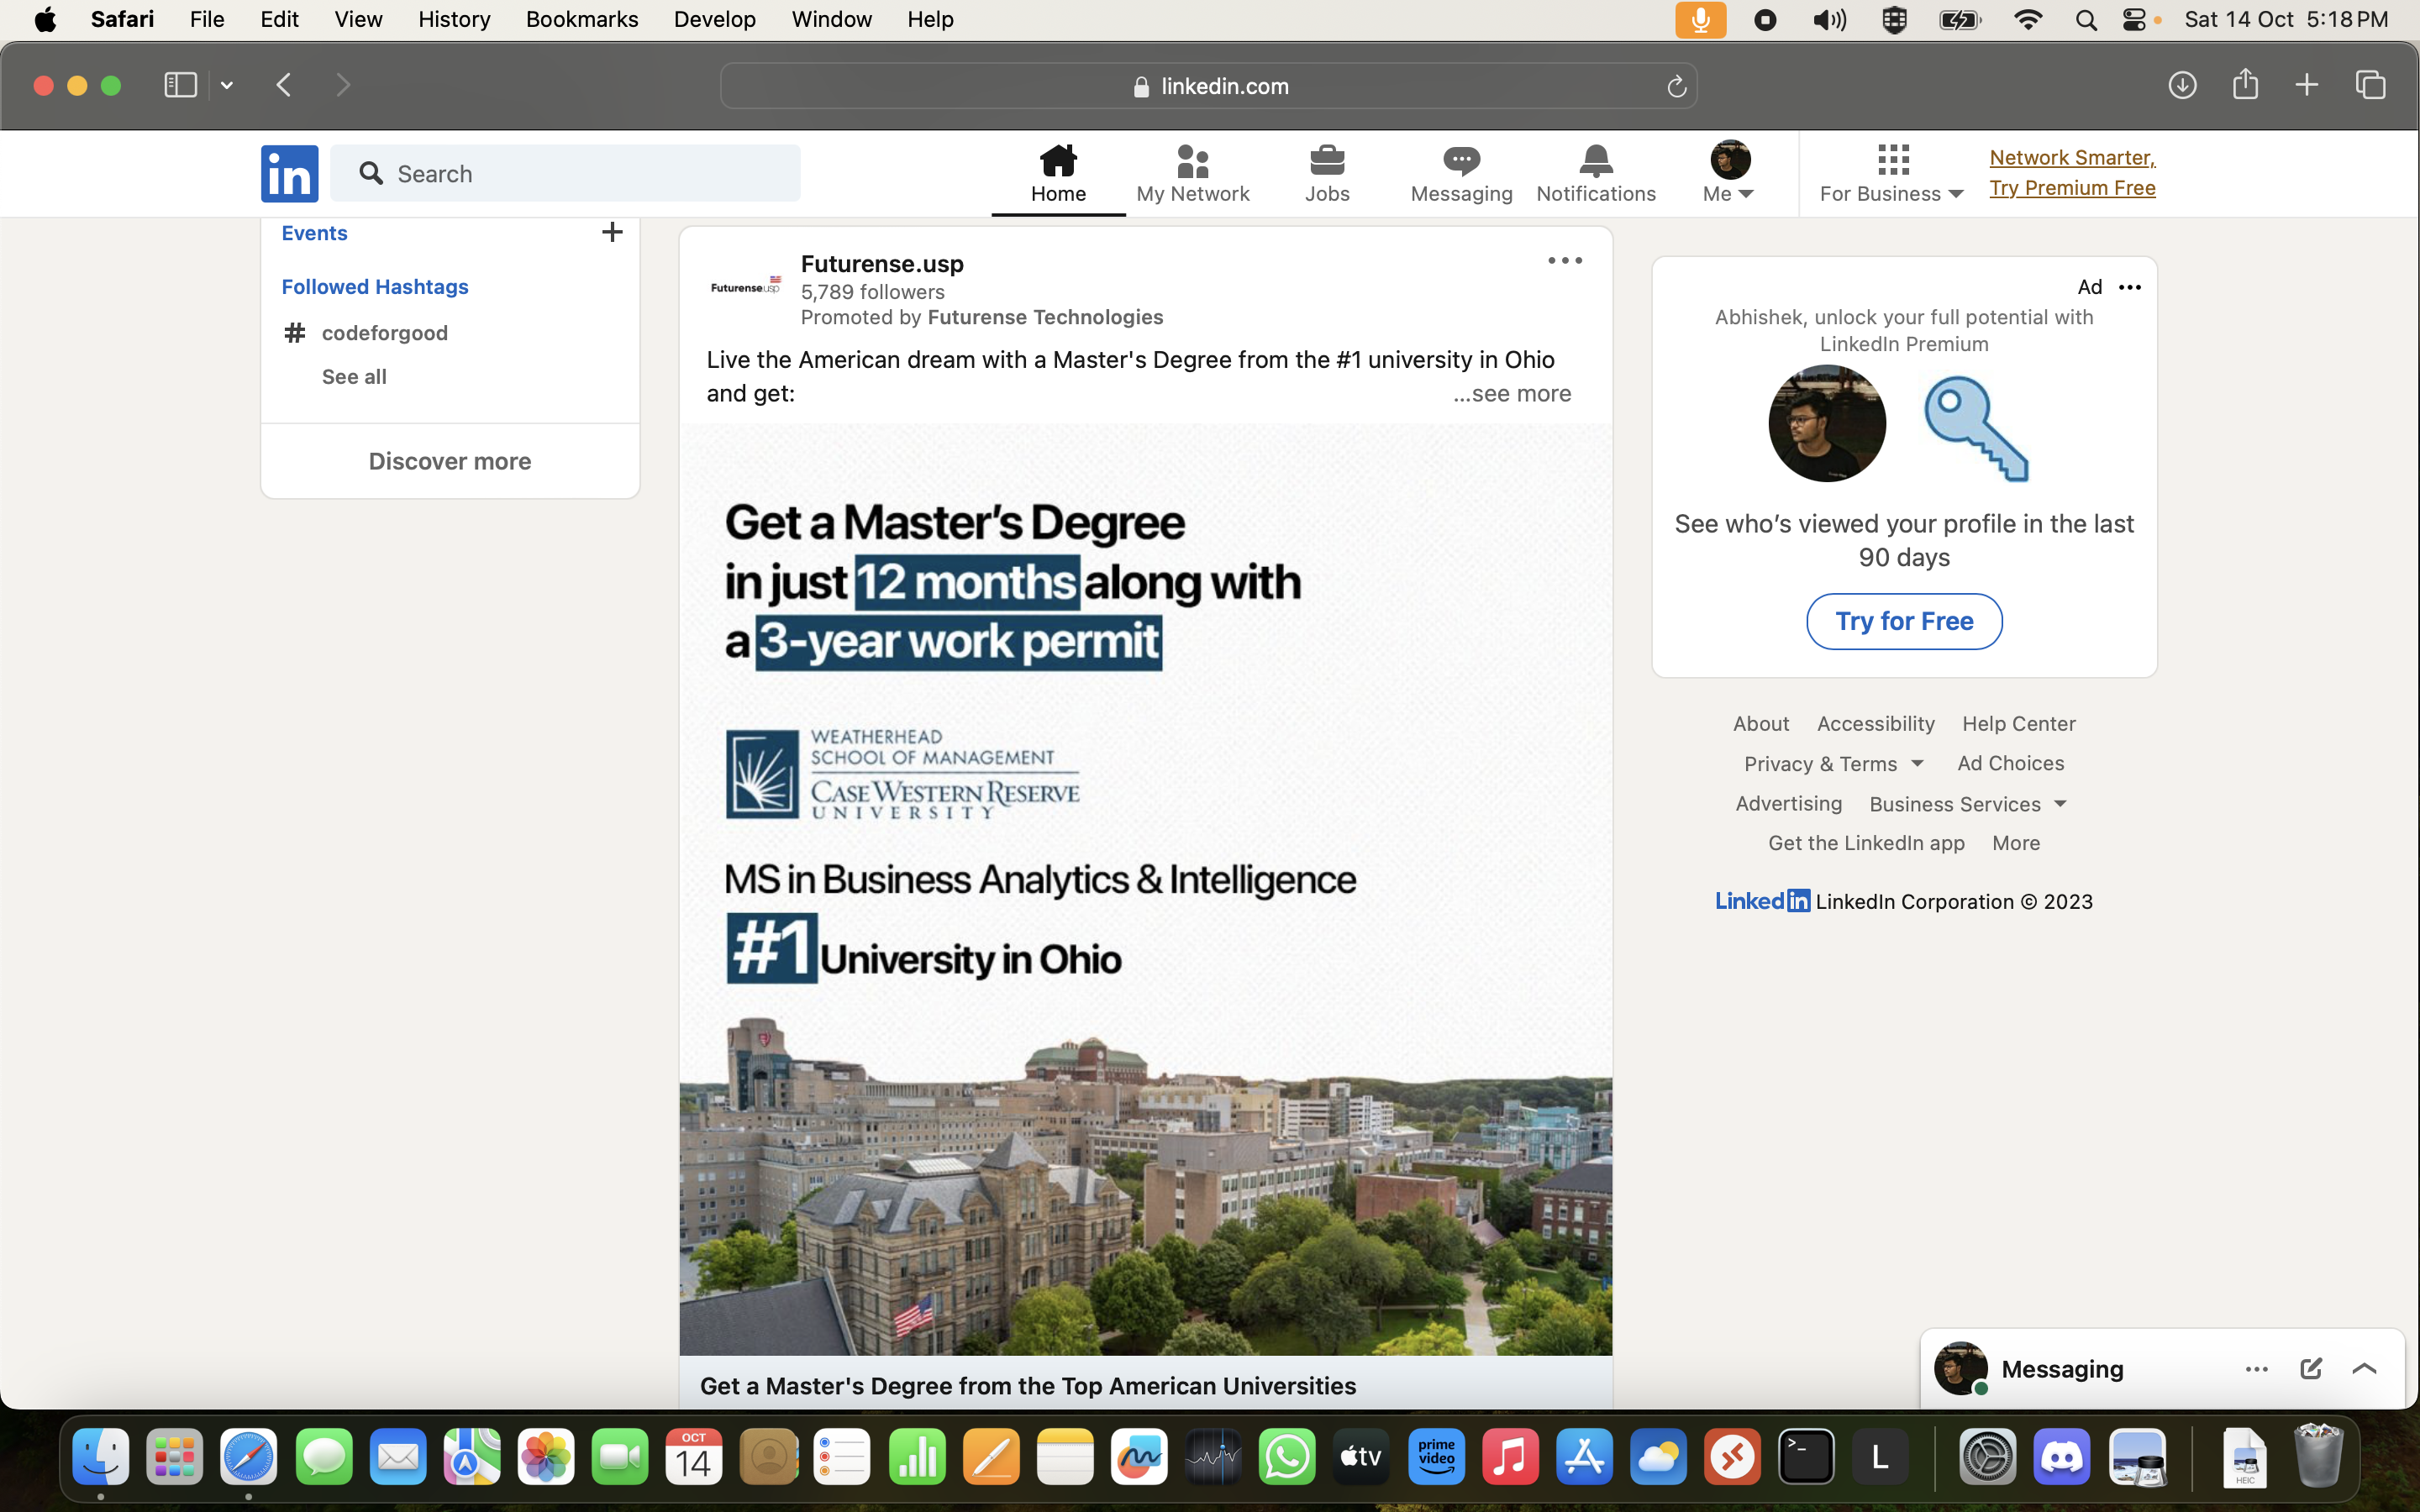 Safari File Edit View History Bookmarks Develop Window Help Sat 14 Oct 5:18 PM
linkedin.com
in Search Home My Network Jobs Messaging Notifications Me For Business
Network Smarter,
Try Premium Free
Events +
Followed Hashtags
# codeforgood
See all
Discover more
Futurense.usp
Futurense.usp
5,789 followers
Promoted by Futurense Technologies
Live the American dream with a Master's Degree from the #1 university in Ohio
and get: ...see more
Get a Master's Degree
in just 12 months along with
a 3-year work permit
WEATHERHEAD
SCHOOL OF MANAGEMENT
CASE WESTERN RESERVE
UNIVERSITY
MS in Business Analytics & Intelligence
#1 University in Ohio
Get a Master's Degree from the Top American Universities
Ad
Abhishek, unlock your full potential with
LinkedIn Premium
See who's viewed your profile in the last
90 days
Try for Free
About Accessibility Help Center
Privacy & Terms Ad Choices
Advertising Business Services
Get the LinkedIn app More
LinkedIn LinkedIn Corporation © 2023
Messaging
OCT
14
tv
prime
video
L
HEIC